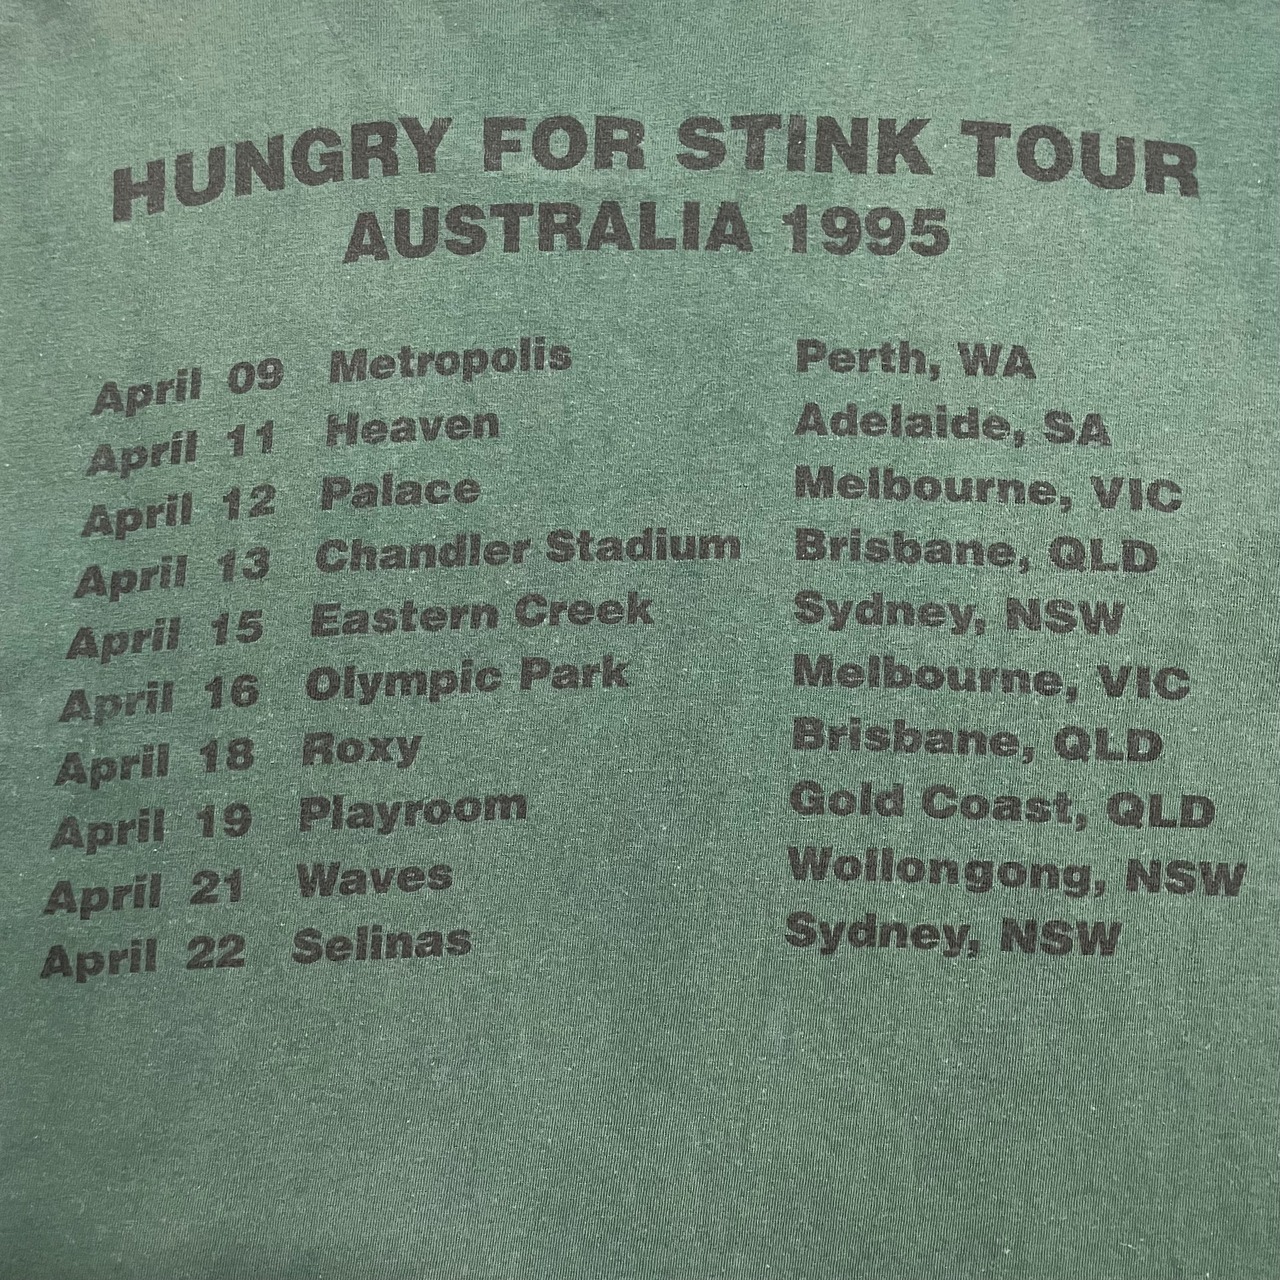 HUNGRY FOR STINK TOUR
AUSTRALIA 1995
April 09 Metropolis Perth, WA
April 11 Heaven Adelaide, SA
April 12 Palace Melbourne, VIC
April 13 Chandler Stadium Brisbane, QLD
April 15 Eastern Creek Sydney, NSW
April 16 Olympic Park Melbourne, VIC
April 18 Roxy Brisbane, QLD
April 19 Playroom Gold Coast, QLD
April 21 Waves Wollongong, NSW
April 22 Selinas Sydney, NSW